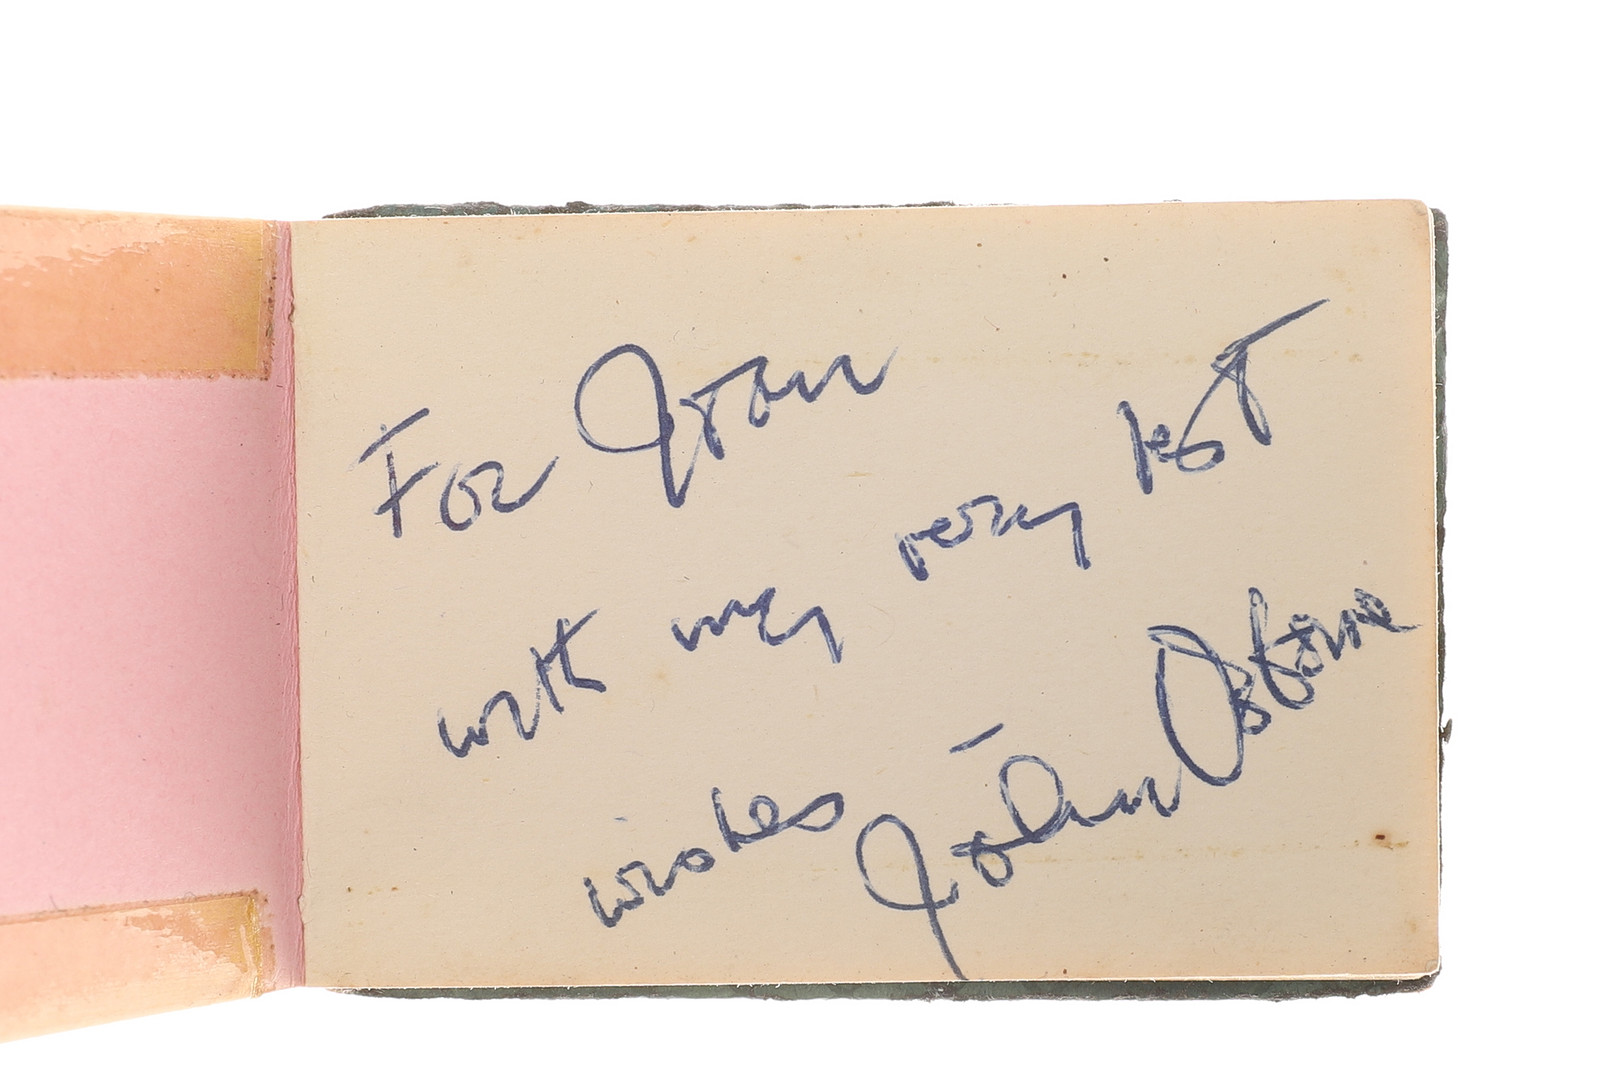 For Joan
with my very best
wishes
John Osborne